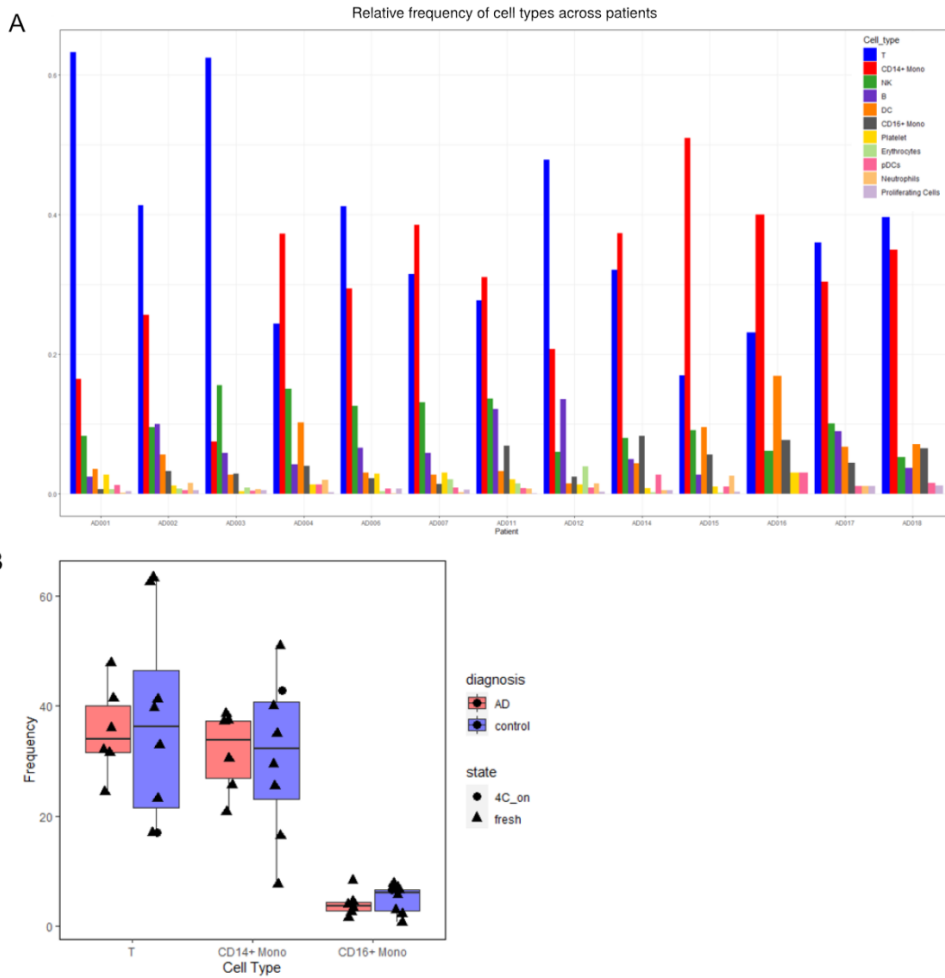 A
Relative frequency of cell types across patients
Cell_type
T
CD14+ Mono
NK
B
DC
CD16+ Mono
Platelet
Erythrocytes
pDCs
Neutrophils
Proliferating Cells
0.6
0.4
0.2
0.0
AD001 AD002 AD003 AD004 AD006 AD007 AD011 AD012 AD014 AD015 AD016 AD017 AD018
Patient
B
60
40
20
0
Frequency
T CD14+ Mono CD16+ Mono
Cell Type
diagnosis
AD
control
state
4C_on
fresh